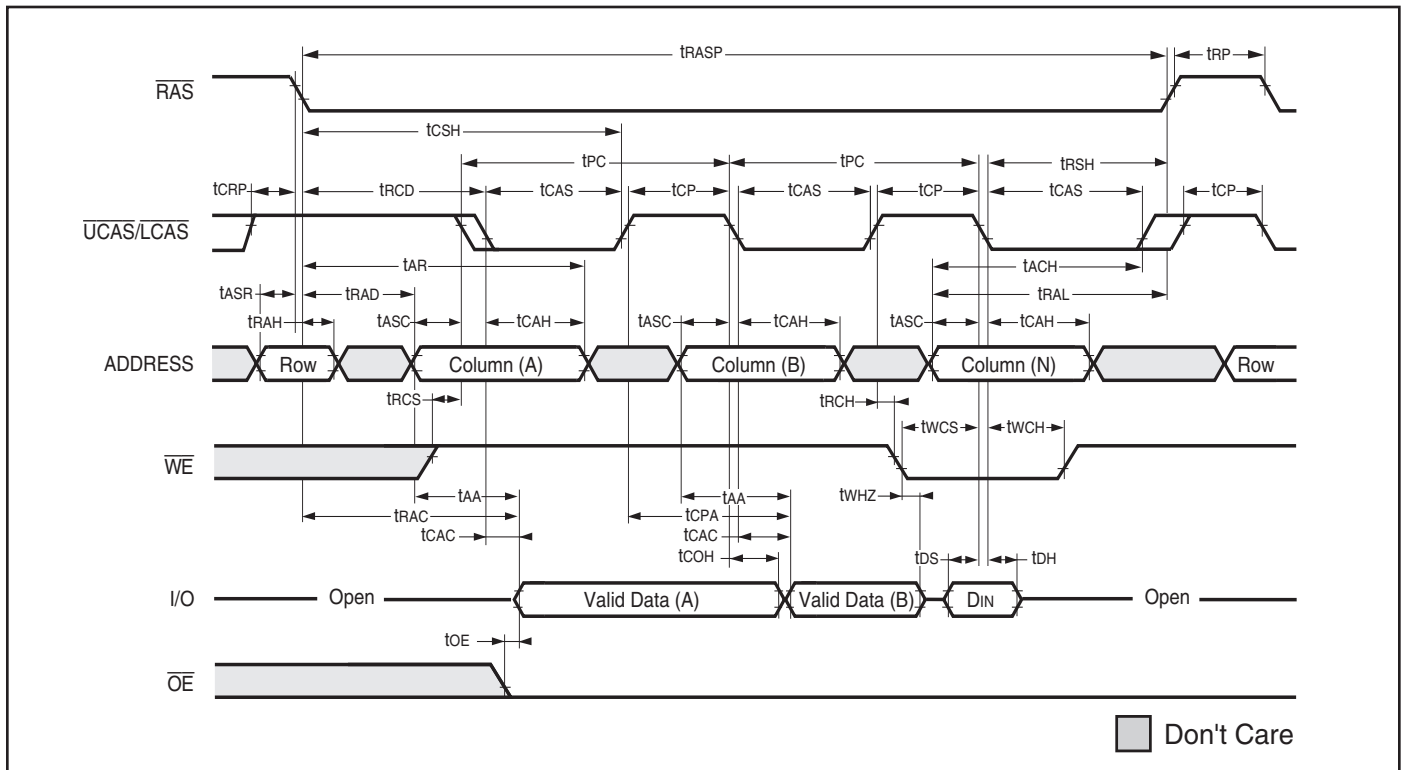 tRASP tRP
RAS
tCSH
tPC tPC tRSH
tCRP tRCD tCAS tCP tCAS tCP tCAS tCP
UCAS/LCAS
tAR tACH
tASR tRAD tRAL
tRAH tASC tCAH tASC tCAH tASC tCAH
ADDRESS Row Column (A) Column (B) Column (N) Row
tRCS tRCH
tWCS tWCH
WE
tAA tAA tWHZ
tRAC tCPA
tCAC tCAC
tCOH tDS tDH
I/O Open Valid Data (A) Valid Data (B) DIN Open
tOE
OE
Don't Care